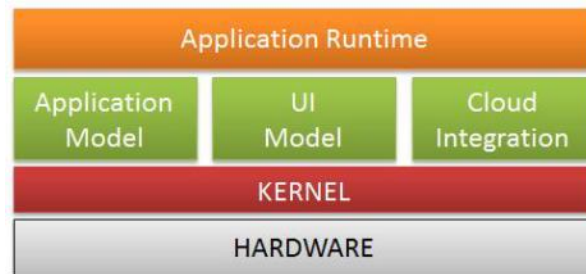 Application Runtime
Application
Model
UI
Model
Cloud
Integration
KERNEL
HARDWARE